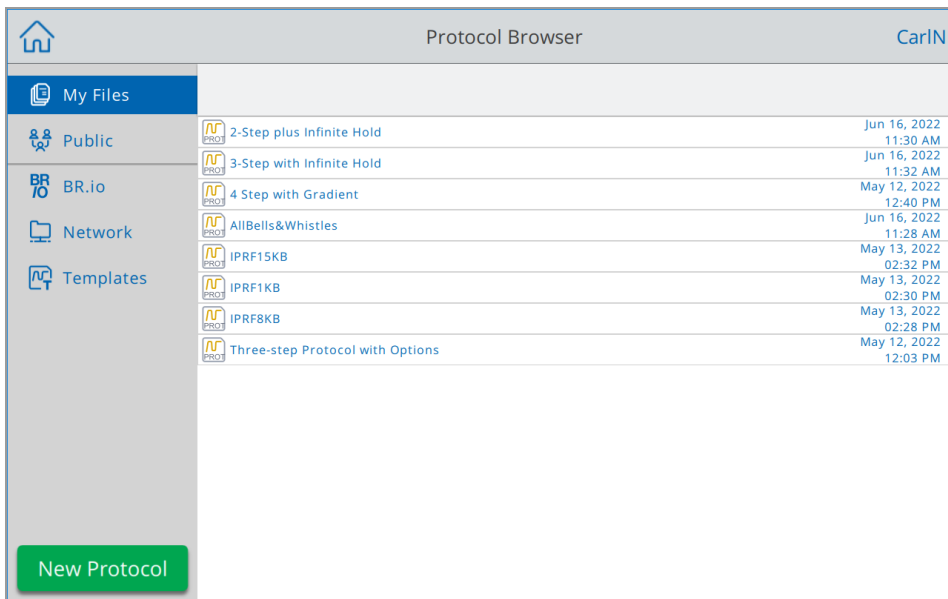 Protocol Browser
CarlN
My Files
Public
BR
IO
BR.io
Network
Templates
PROT
2-Step plus Infinite Hold
Jun 16, 2022
11:30 AM
PROT
3-Step with Infinite Hold
Jun 16, 2022
11:32 AM
PROT
4 Step with Gradient
May 12, 2022
12:40 PM
PROT
AllBells&Whistles
Jun 16, 2022
11:28 AM
PROT
IPRF15KB
May 13, 2022
02:32 PM
PROT
IPRF1KB
May 13, 2022
02:30 PM
PROT
IPRF8KB
May 13, 2022
02:28 PM
PROT
Three-step Protocol with Options
May 12, 2022
12:03 PM
New Protocol